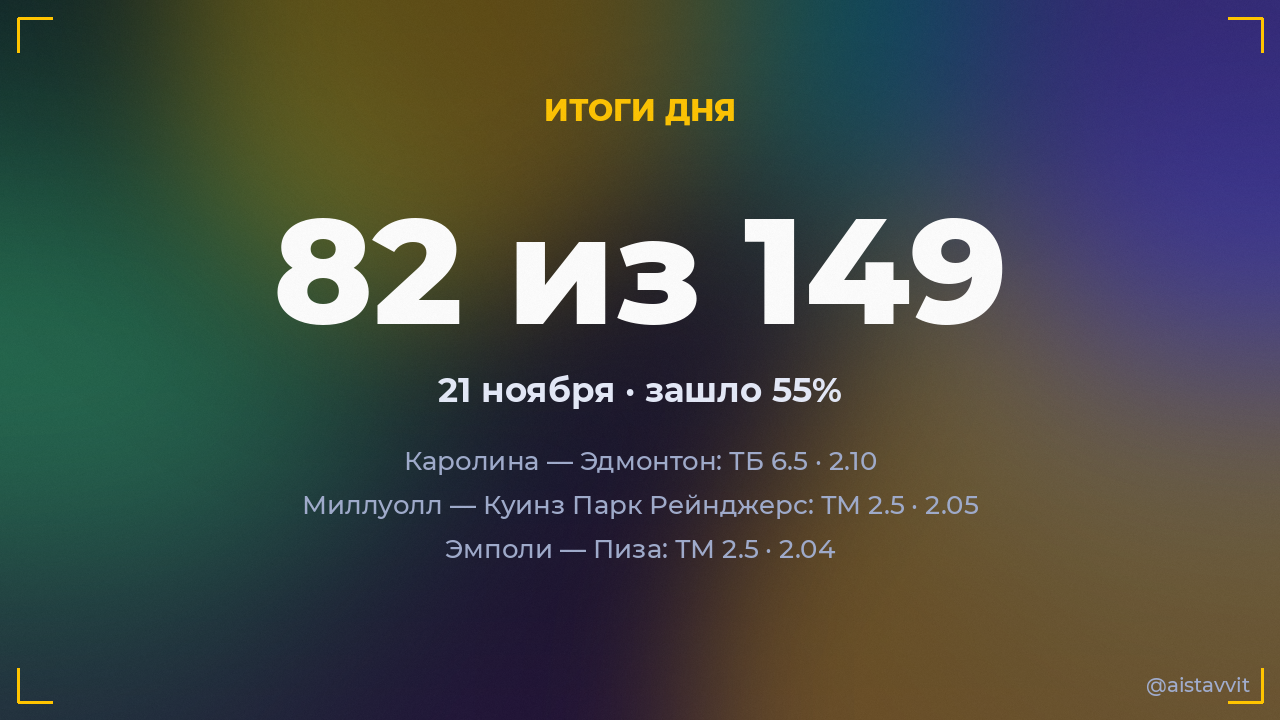 ИТОГИ ДНЯ
82 из 149
21 ноября · зашло 55%
Каролина — Эдмонтон: ТБ 6.5 · 2.10
Миллуолл — Куинз Парк Рейнджерс: ТМ 2.5 · 2.05
Эмполи — Пиза: ТМ 2.5 · 2.04
@aistavvit